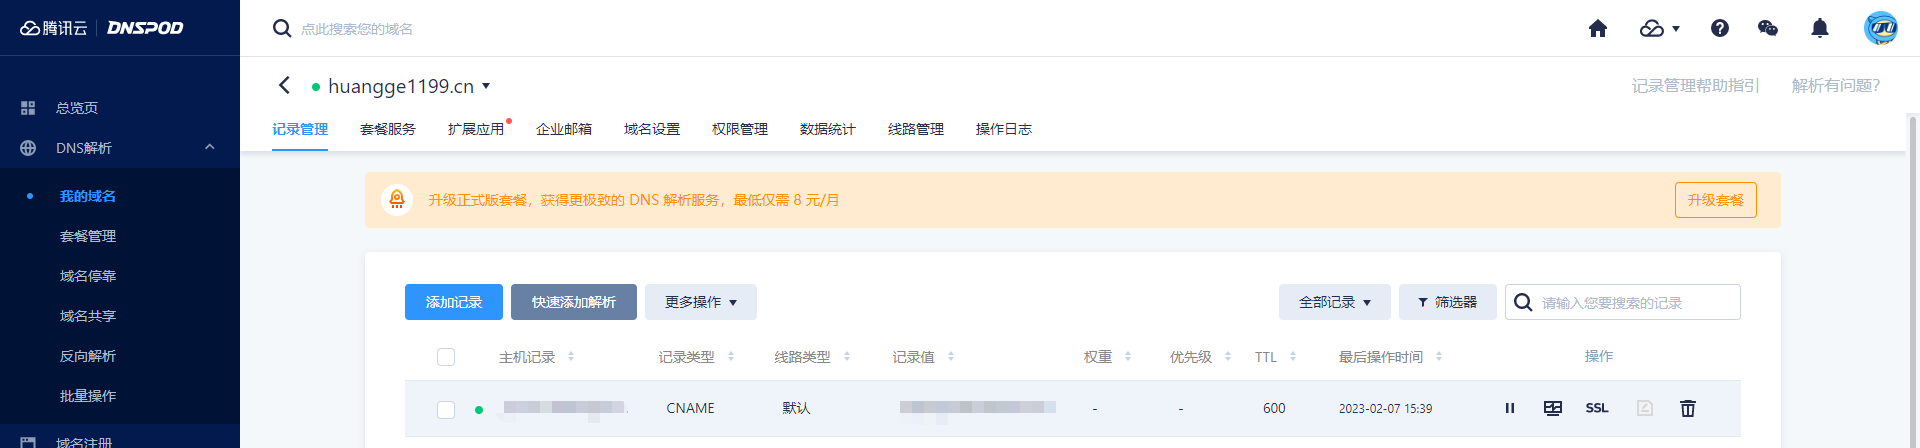 腾讯云 DNSPOD
点此搜索您的域名
总览页
DNS解析
我的域名
套餐管理
域名停靠
域名共享
反向解析
批量操作
域名注册
huangge1199.cn
记录管理帮助指引 解析有问题?
记录管理 套餐服务 扩展应用 企业邮箱 域名设置 权限管理 数据统计 线路管理 操作日志
升级正式版套餐，获得更极致的 DNS 解析服务，最低仅需 8 元/月 升级套餐
添加记录 快速添加解析 更多操作 全部记录 筛选器 请输入您要搜索的记录
主机记录 记录类型 线路类型 记录值 权重 优先级 TTL 最后操作时间 操作
CNAME 默认 - - 600 2023-02-07 15:39 SSL